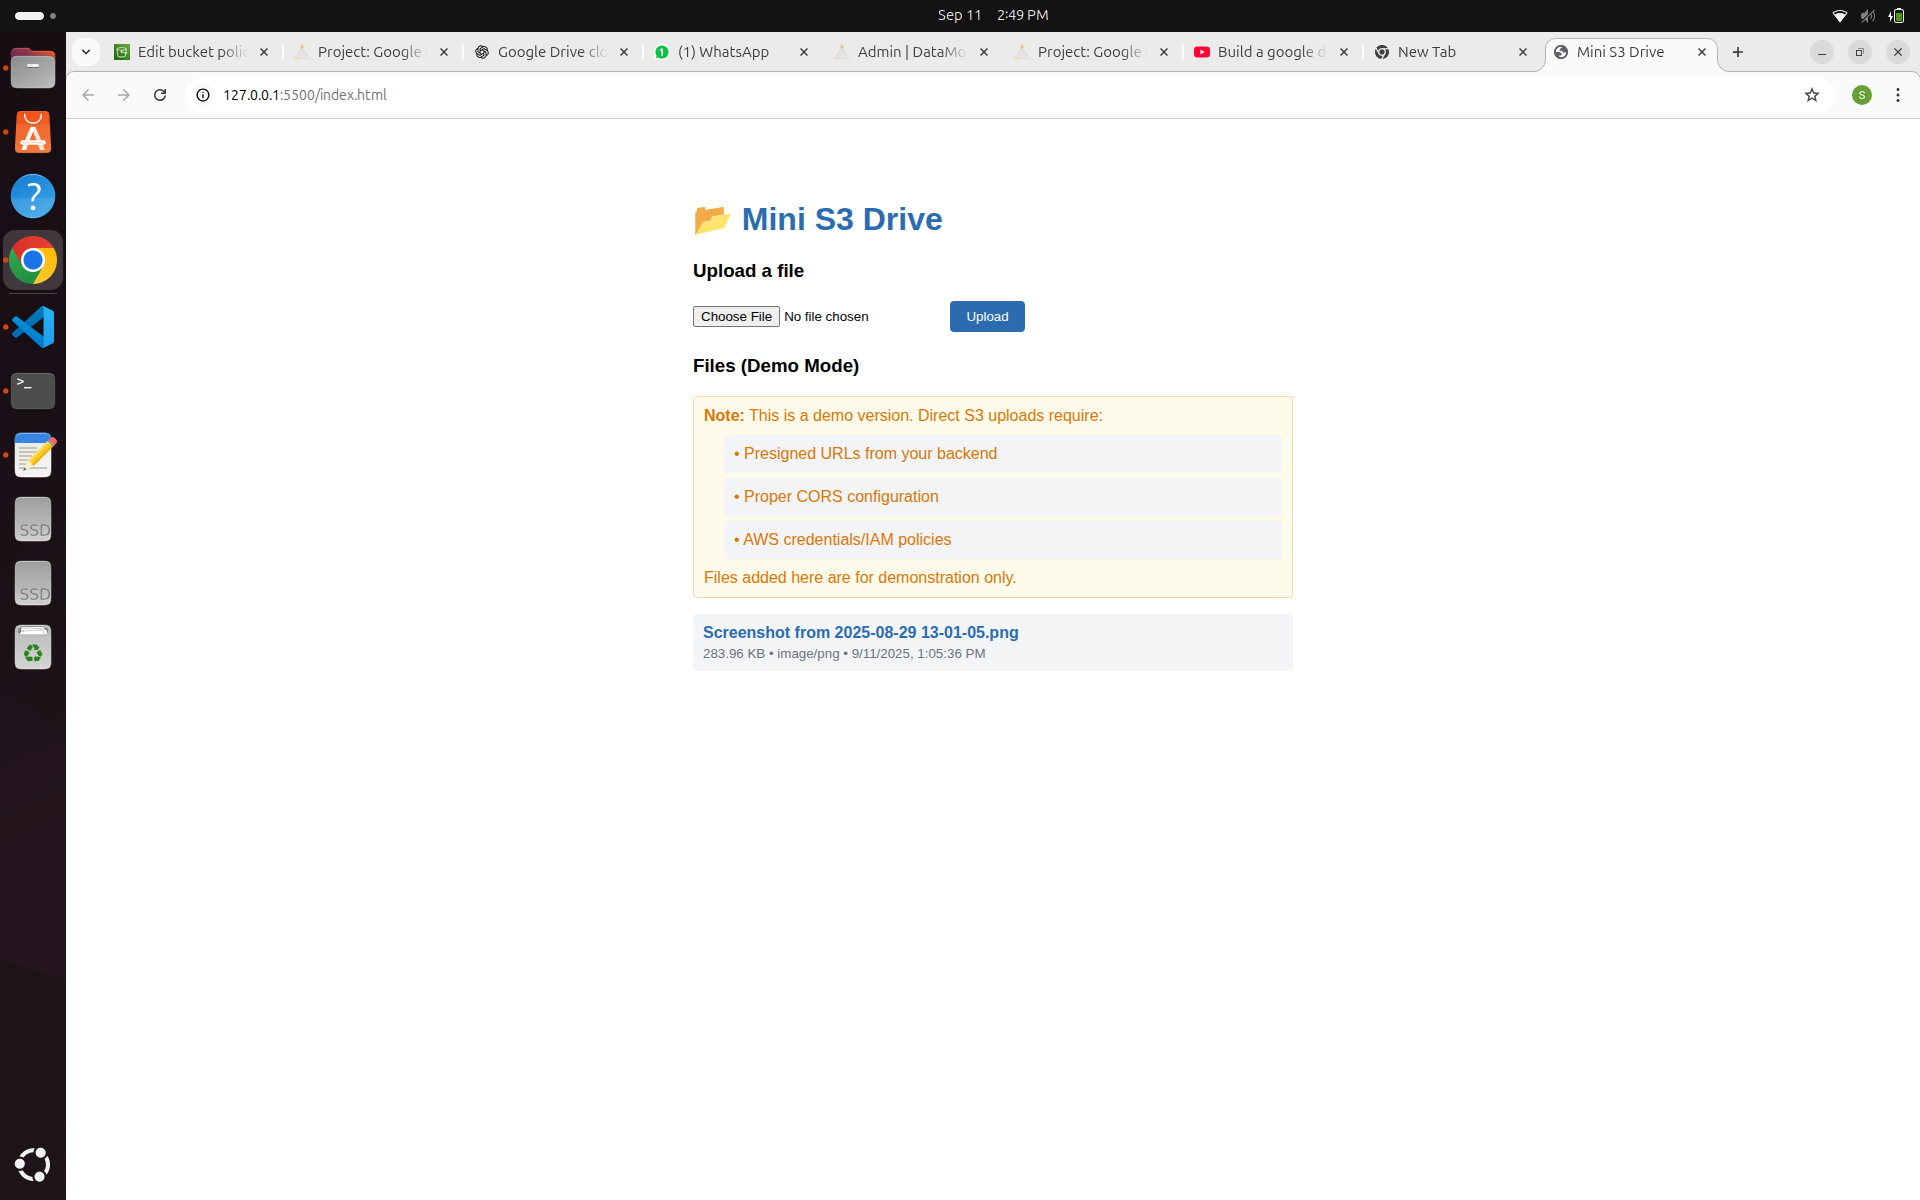 Sep 11 2:49 PM
Edit bucket poli
Project: Google
Google Drive clo
(1) WhatsApp
Admin | DataMo
Project: Google
Build a google d
New Tab
Mini S3 Drive
127.0.0.1:5500/index.html
S
📂 Mini S3 Drive
Upload a file
Choose File No file chosen
Upload
Files (Demo Mode)
Note: This is a demo version. Direct S3 uploads require:
• Presigned URLs from your backend
• Proper CORS configuration
• AWS credentials/IAM policies
Files added here are for demonstration only.
Screenshot from 2025-08-29 13-01-05.png
283.96 KB • image/png • 9/11/2025, 1:05:36 PM
SSD
SSD